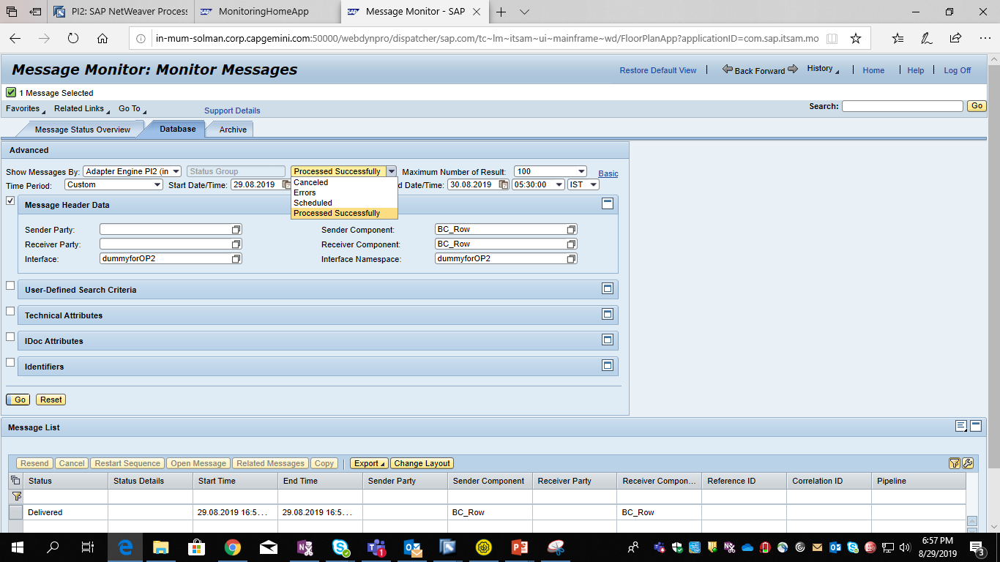 PI2: SAP NetWeaver Process
MonitoringHomeApp
Message Monitor - SAP
in-mum-solman.corp.capgemini.com:50000/webdynpro/dispatcher/sap.com/tc~lm~itsam~ui~mainframe~wd/FloorPlanApp?applicationID=com.sap.itsam.mo
Message Monitor: Monitor Messages
Restore Default View | Back Forward History | Home | Help | Log Off
1 Message Selected
Favorites Related Links Go To Support Details Search: Go
Message Status Overview Database Archive
Advanced
Show Messages By: Adapter Engine PI2 (in Status Group Processed Successfully Maximum Number of Result: 100 Basic
Time Period: Custom Start Date/Time: 29.08.2019 d Date/Time: 30.08.2019 05:30:00 IST
Canceled
Errors
Scheduled
Processed Successfully
Message Header Data
Sender Party: Sender Component: BC_Row
Receiver Party: Receiver Component: BC_Row
Interface: dummyforOP2 Interface Namespace: dummyforOP2
User-Defined Search Criteria
Technical Attributes
IDoc Attributes
Identifiers
Go Reset
Message List
Resend Cancel Restart Sequence Open Message Related Messages Copy | Export Change Layout
Status Status Details Start Time End Time Sender Party Sender Component Receiver Party Receiver Compon... Reference ID Correlation ID Pipeline
Delivered 29.08.2019 16:5... 29.08.2019 16:5... BC_Row BC_Row
6:57 PM
8/29/2019
1
3